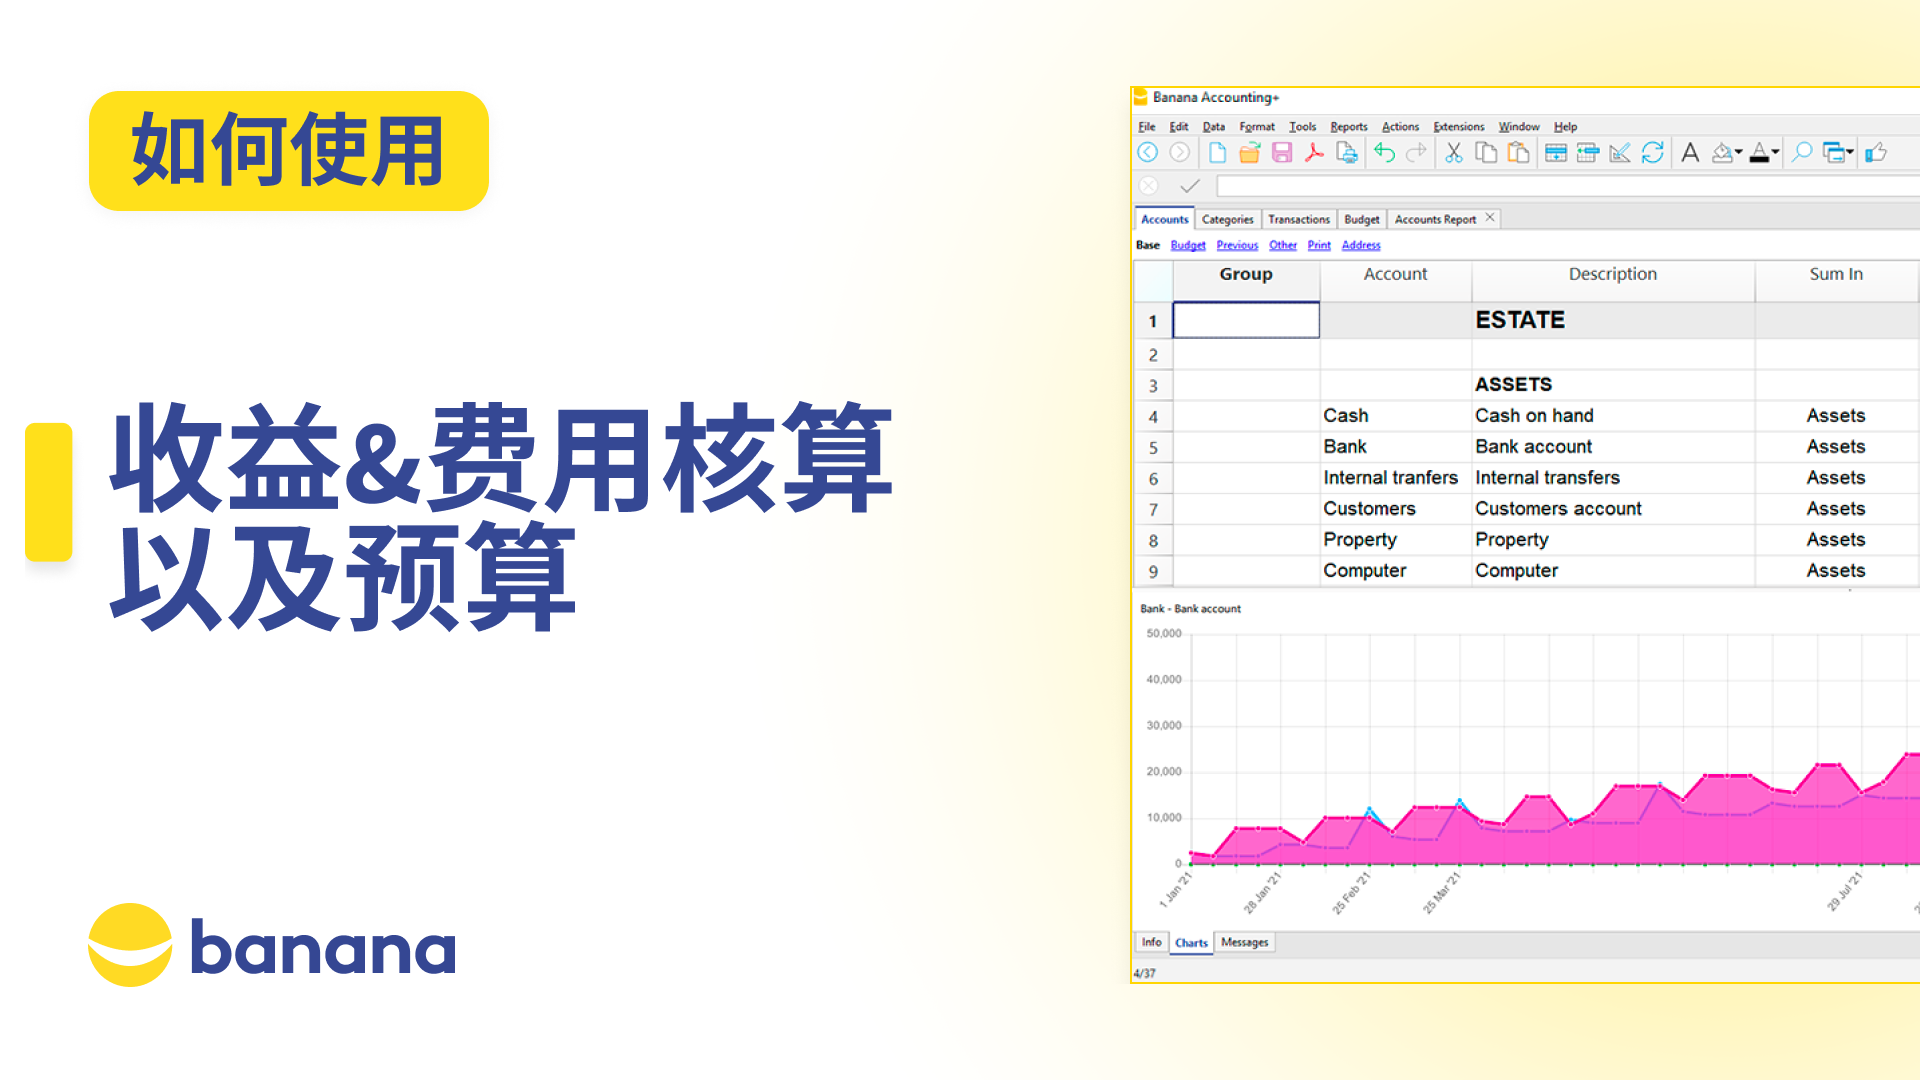 如何使用
收益&费用核算
以及预算
banana
Banana Accounting+
File Edit Data Format Tools Reports Actions Extensions Window Help
Accounts Categories Transactions Budget Accounts Report
Base Budget Previous Other Print Address
Group Account Description Sum In
1 ESTATE
2
3 ASSETS
4 Cash Cash on hand Assets
5 Bank Bank account Assets
6 Internal tranfers Internal transfers Assets
7 Customers Customers account Assets
8 Property Property Assets
9 Computer Computer Assets
Bank - Bank account
50,000
40,000
30,000
20,000
10,000
0
1 Jan '21 28 Jan '21 25 Feb '21 25 Mar '21 29 Jul '21
Info Charts Messages
4/37